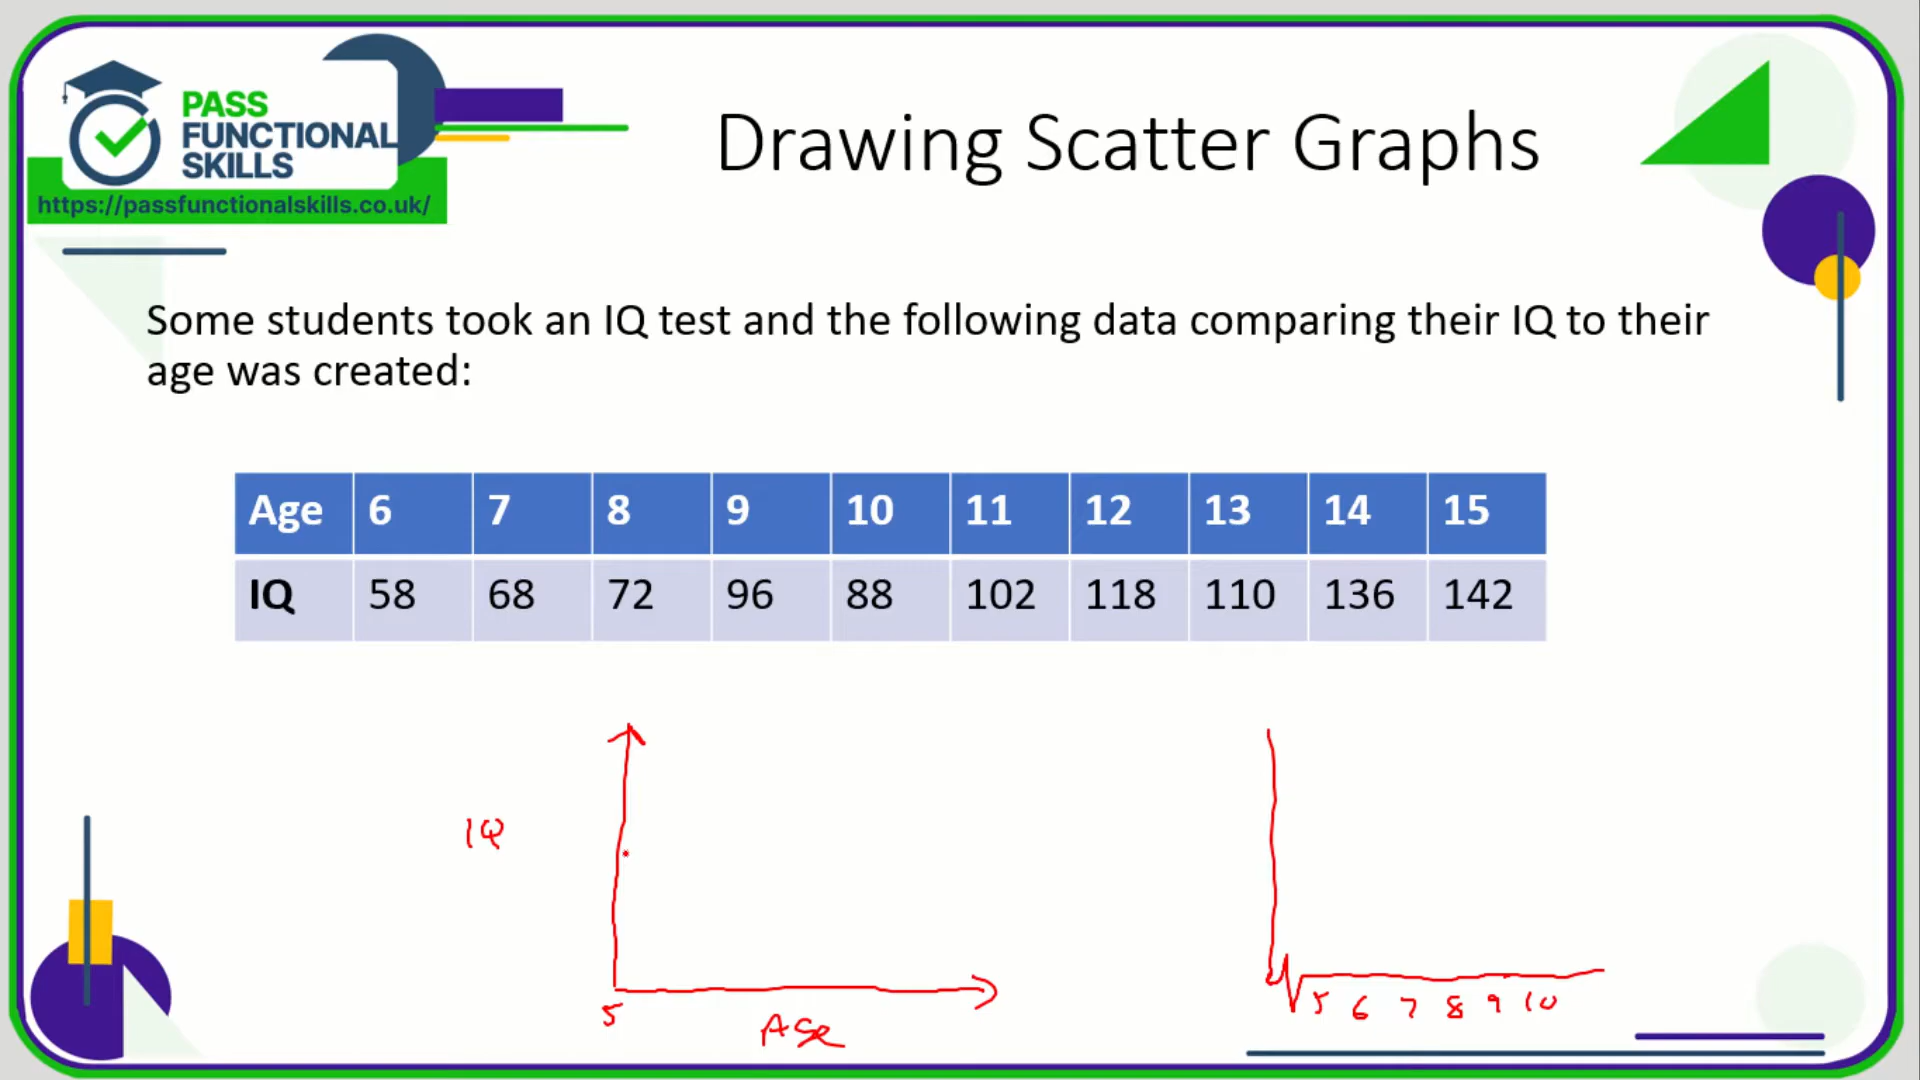 PASS
FUNCTIONAL
SKILLS
https://passfunctionalskills.co.uk/
Drawing Scatter Graphs
Some students took an IQ test and the following data comparing their IQ to their
age was created:
Age 6 7 8 9 10 11 12 13 14 15
IQ 58 68 72 96 88 102 118 110 136 142
IQ
5
Age
5 6 7 8 9 10